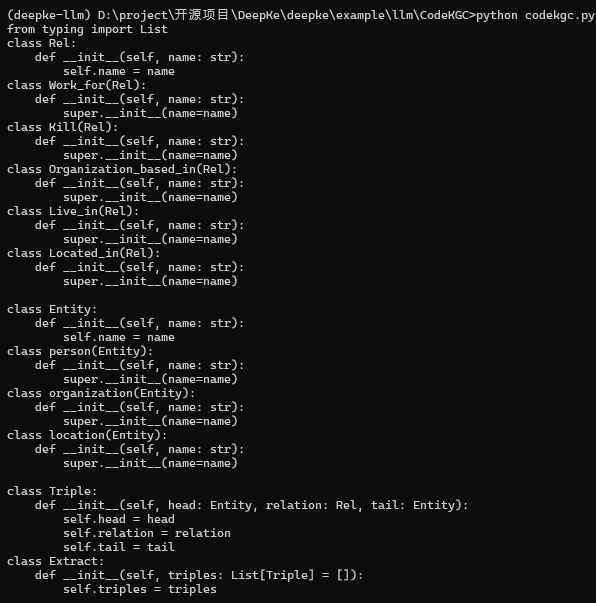 (deepke-llm) D:\project\开源项目\DeepKe\deepke\example\llm\CodeKGC>python codekgc.py
from typing import List
class Rel:
    def __init__(self, name: str):
        self.name = name
class Work_for(Rel):
    def __init__(self, name: str):
        super.__init__(name=name)
class Kill(Rel):
    def __init__(self, name: str):
        super.__init__(name=name)
class Organization_based_in(Rel):
    def __init__(self, name: str):
        super.__init__(name=name)
class Live_in(Rel):
    def __init__(self, name: str):
        super.__init__(name=name)
class Located_in(Rel):
    def __init__(self, name: str):
        super.__init__(name=name)

class Entity:
    def __init__(self, name: str):
        self.name = name
class person(Entity):
    def __init__(self, name: str):
        super.__init__(name=name)
class organization(Entity):
    def __init__(self, name: str):
        super.__init__(name=name)
class location(Entity):
    def __init__(self, name: str):
        super.__init__(name=name)

class Triple:
    def __init__(self, head: Entity, relation: Rel, tail: Entity):
        self.head = head
        self.relation = relation
        self.tail = tail
class Extract:
    def __init__(self, triples: List[Triple] = []):
        self.triples = triples